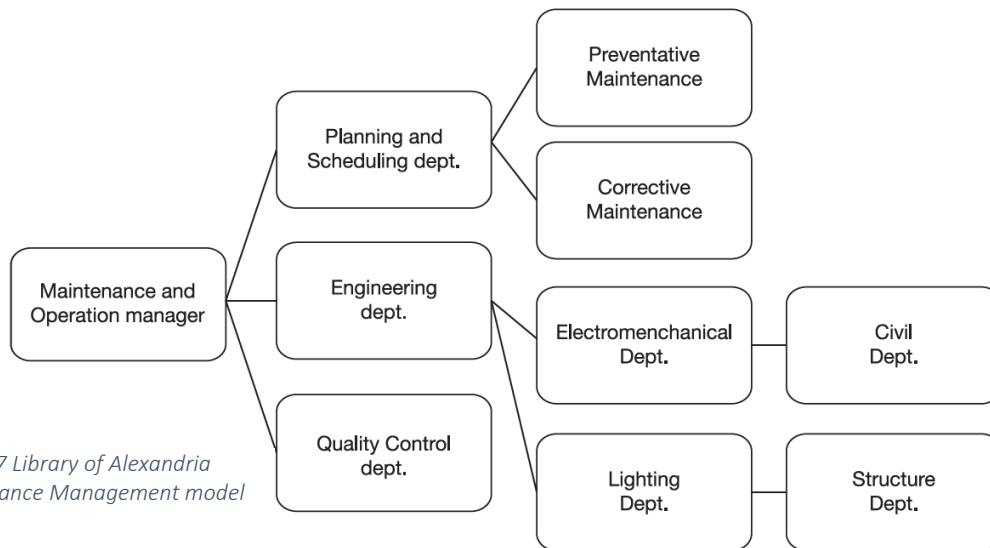 Preventative
Maintenance
Planning and
Scheduling dept.
Corrective
Maintenance
Maintenance and
Operation manager
Engineering
dept.
Electromenchanical
Dept.
Civil
Dept.
Quality Control
dept.
Lighting
Dept.
Structure
Dept.
7 Library of Alexandria
ance Management model